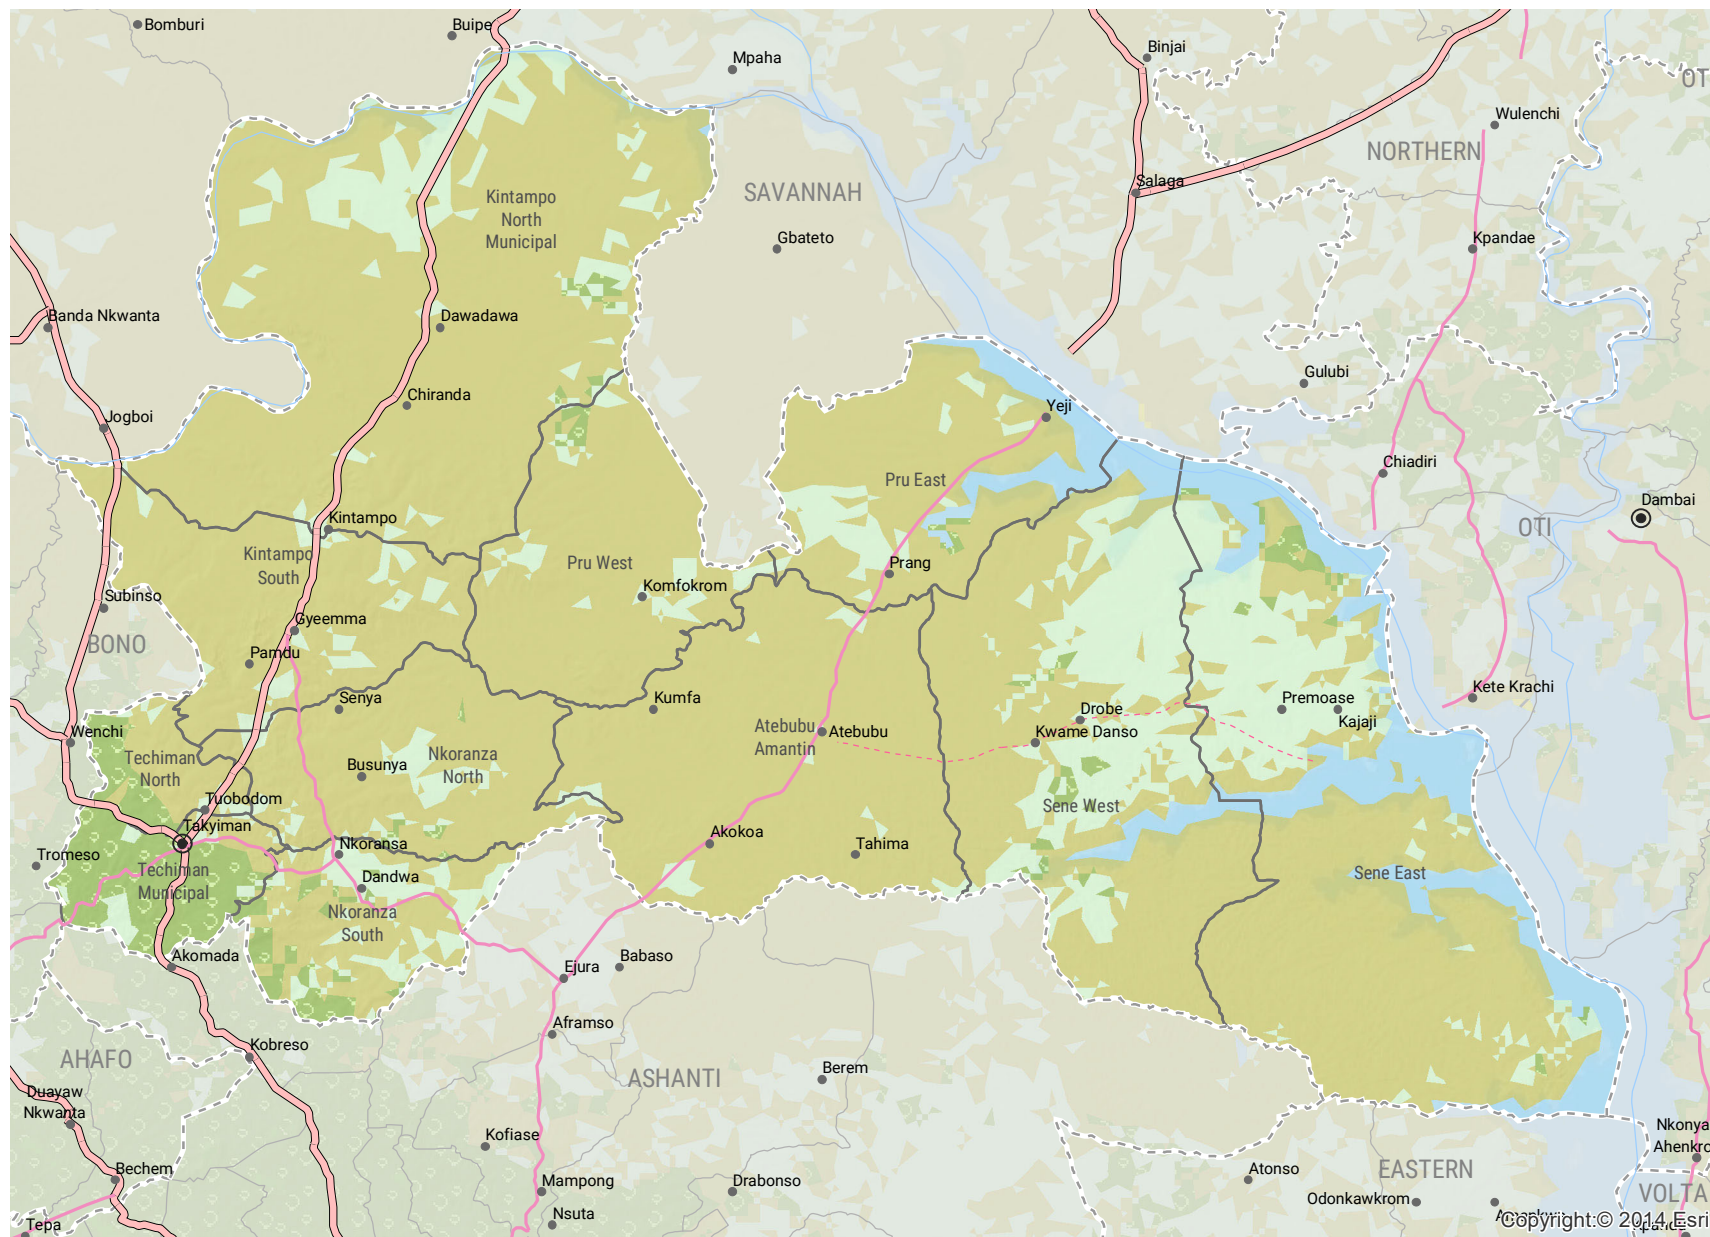 Bomburi
Buipe
Mpaha
Binjai
Wulenchi
NORTHERN
SAVANNAH
Salaga
Kintampo
North
Municipal
Gbateto
Kpandae
Banda Nkwanta
Dawadawa
Gulubi
Chiranda
Jogboi
Yeji
Chiadiri
Pru East
Dambai
Kintampo
OTI
Kintampo
South
Pru West
Prang
Komfokrom
Subinso
Gyeemma
BONO
Pamdu
Senya
Kumfa
Kete Krachi
Premoase
Kajaji
Drobe
Kwame Danso
Atebubu
Amantin
Atebubu
Wenchi
Techiman
North
Nkoranza
North
Busunya
Sene West
Tuobodom
Takyiman
Akokoa
Tahima
Nkoransa
Tromeso
Techiman
Municipal
Dandwa
Sene East
Nkoranza
South
Akomada
Ejura
Babaso
Aframso
Kobreso
AHAFO
ASHANTI
Berem
Duayaw
Nkwanta
Nkonya
Ahenkro
Kofiase
Bechem
Mampong
Drabonso
Atonso
EASTERN
Odonkawkrom
VOLTA
Nsuta
Tepa
Copyright:© 2014 Esri